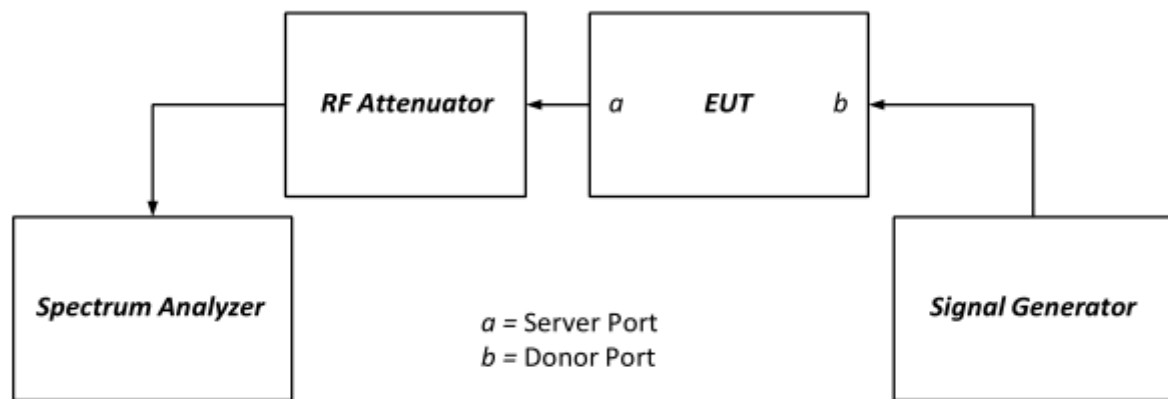 RF Attenuator
a EUT b
Spectrum Analyzer
Signal Generator
a = Server Port
b = Donor Port